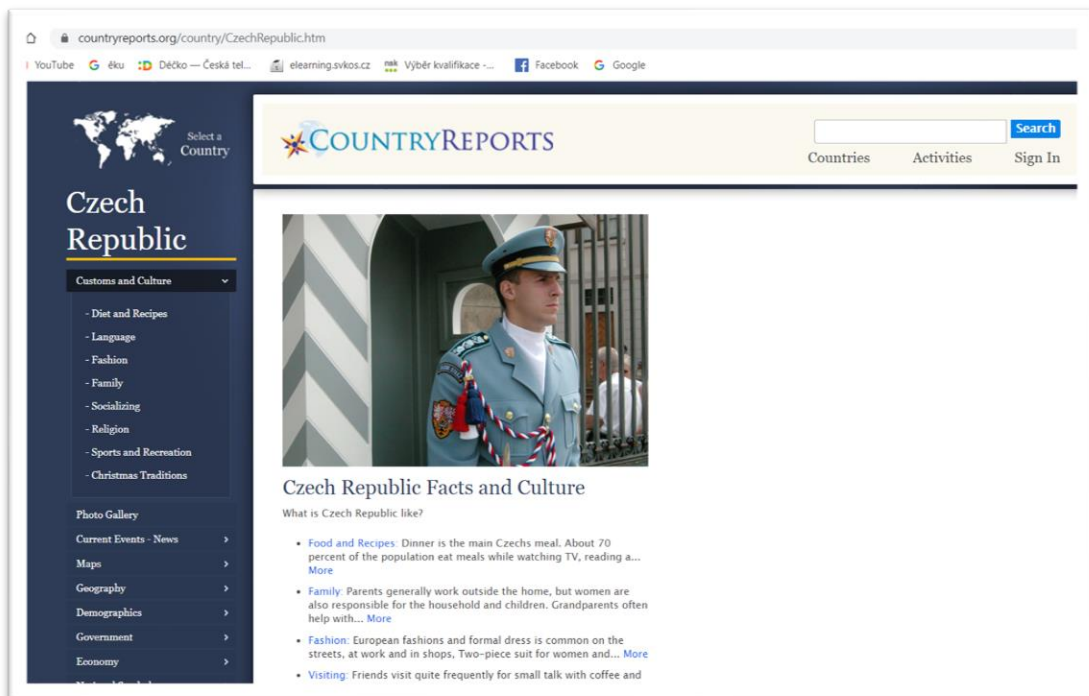 countryreports.org/country/CzechRepublic.htm
YouTube G éku :D Déčko — Česká tel... elearning.svkos.cz nsk Výběr kvalifikace -... Facebook G Google
Select a
Country
COUNTRYREPORTS
Search
Countries Activities Sign In
Czech
Republic
Customs and Culture
- Diet and Recipes
- Language
- Fashion
- Family
- Socializing
- Religion
- Sports and Recreation
- Christmas Traditions
Photo Gallery
Current Events - News
Maps
Geography
Demographics
Government
Economy
Czech Republic Facts and Culture
What is Czech Republic like?
• Food and Recipes: Dinner is the main Czechs meal. About 70
percent of the population eat meals while watching TV, reading a...
More
• Family: Parents generally work outside the home, but women are
also responsible for the household and children. Grandparents often
help with... More
• Fashion: European fashions and formal dress is common on the
streets, at work and in shops, Two-piece suit for women and... More
• Visiting: Friends visit quite frequently for small talk with coffee and